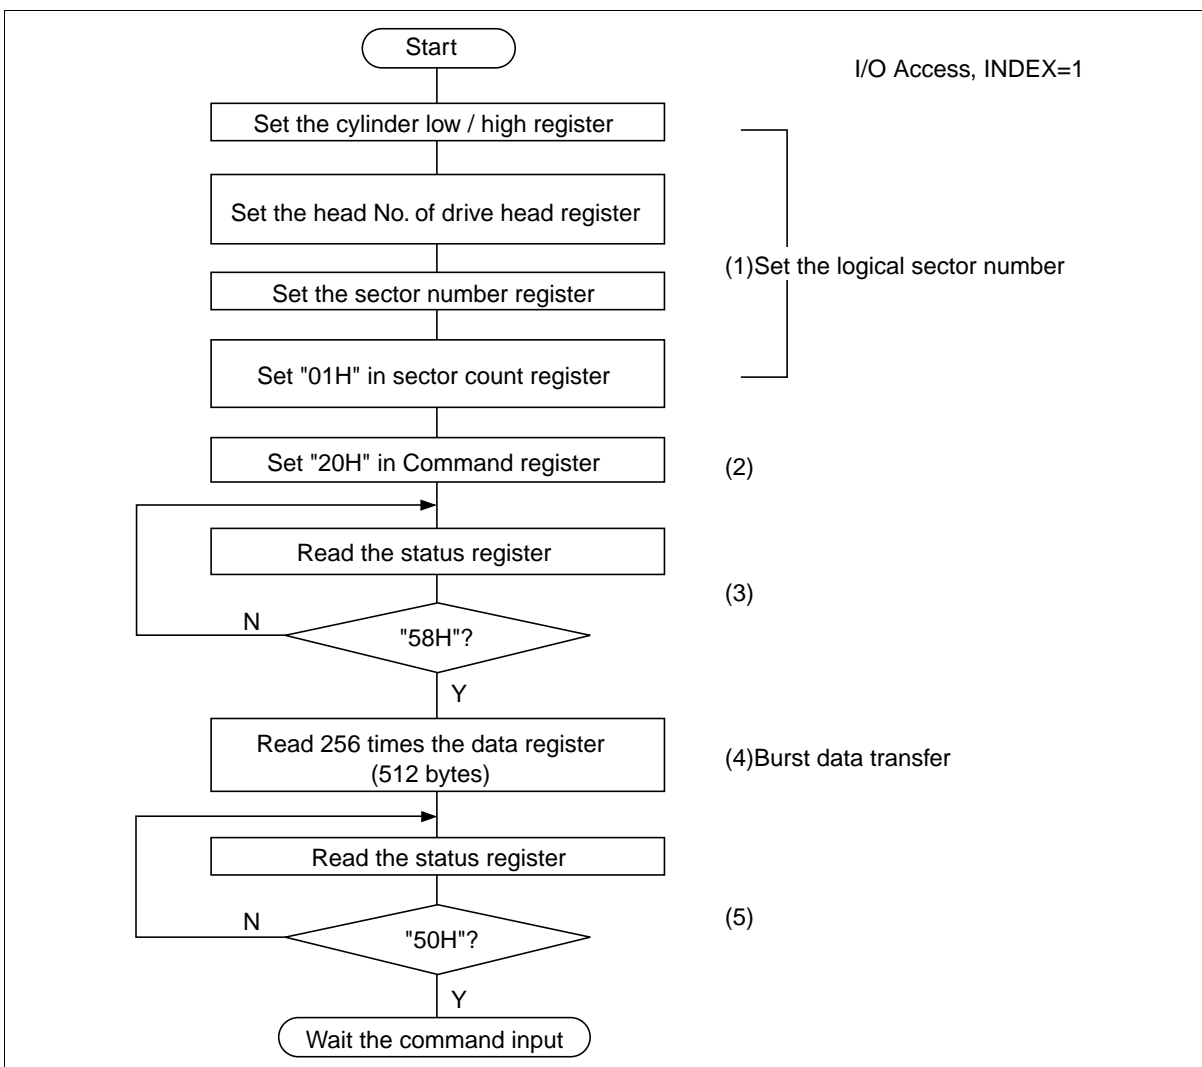 Start
I/O Access, INDEX=1
Set the cylinder low / high register
Set the head No. of drive head register
(1)Set the logical sector number
Set the sector number register
Set "01H" in sector count register
Set "20H" in Command register
(2)
Read the status register
(3)
N
"58H"?
Y
Read 256 times the data register
(512 bytes)
(4)Burst data transfer
Read the status register
N
"50H"?
(5)
Y
Wait the command input